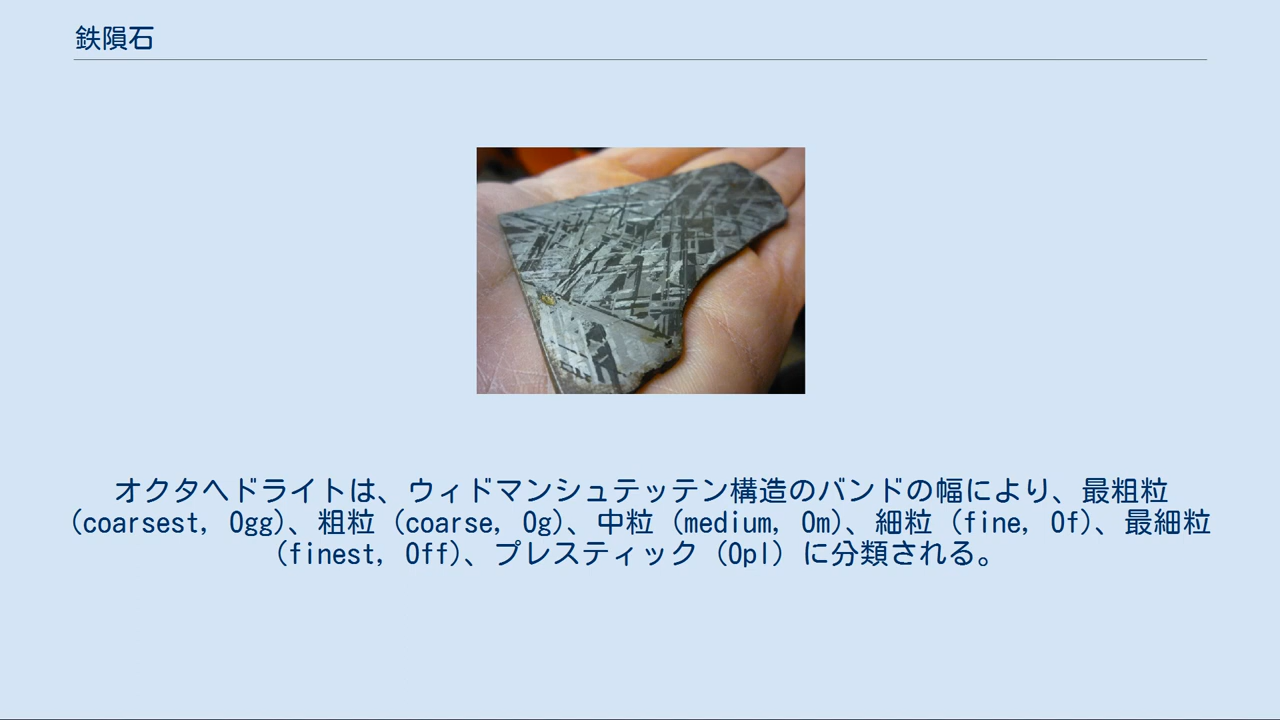 鉄隕石
オクタヘドライトは、ウィドマンシュテッテン構造のバンドの幅により、最粗粒
(coarsest, Ogg)、粗粒 (coarse, Og)、中粒 (medium, Om)、細粒 (fine, Of)、最細粒
(finest, Off)、プレスティック (Opl) に分類される。